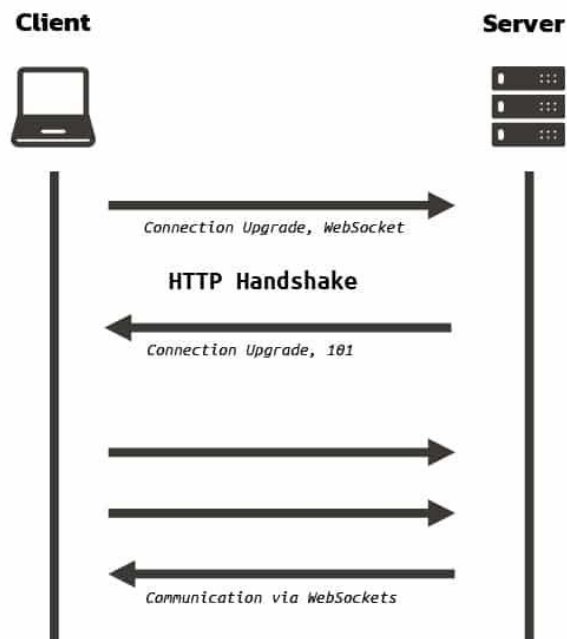 Client
Server
Connection Upgrade, WebSocket
HTTP Handshake
Connection Upgrade, 101
Communication via WebSockets